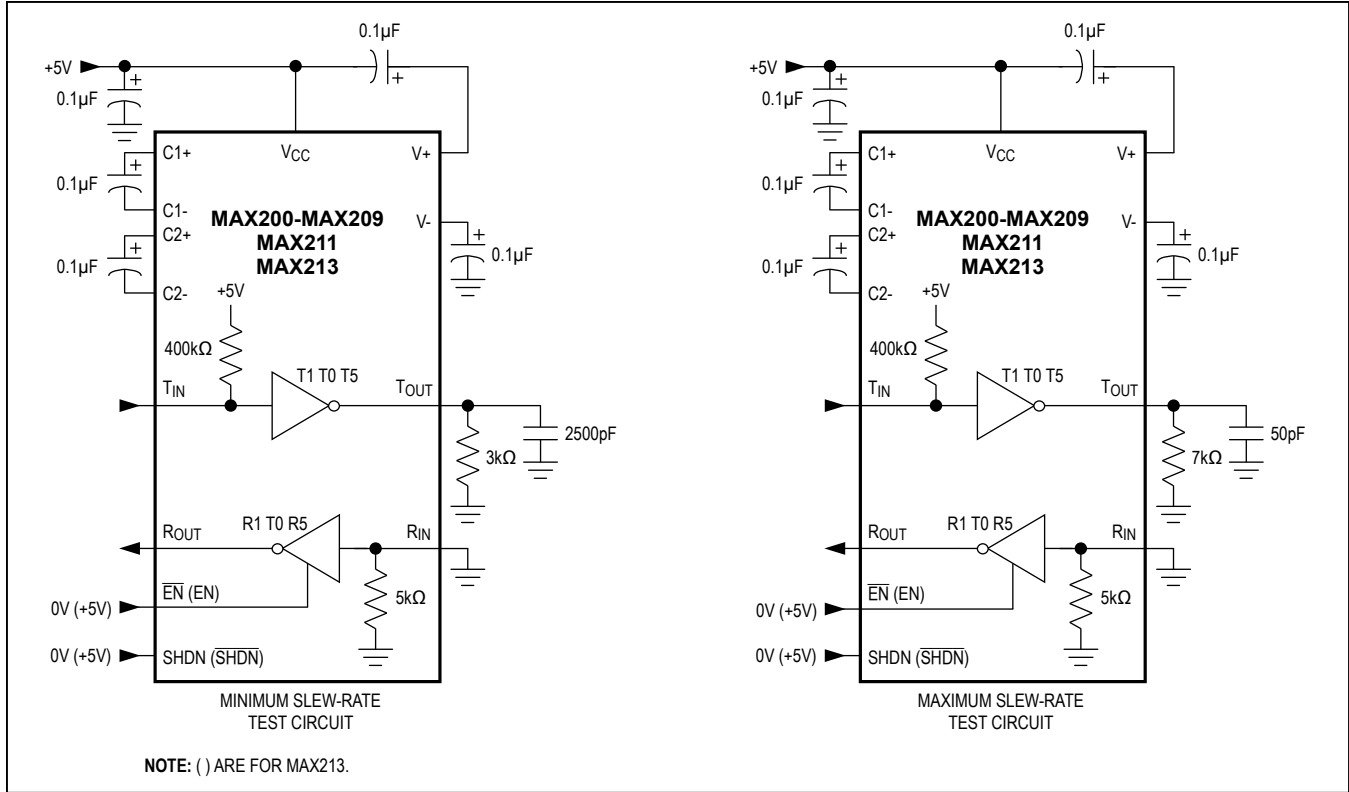 0.1µF
+5V
0.1µF
C1+
VCC
V+
0.1µF
C1-
C2+
V-
MAX200-MAX209
MAX211
MAX213
0.1µF
0.1µF
C2-
+5V
400kΩ
TIN
T1 T0 T5
TOUT
2500pF
3kΩ
ROUT
R1 T0 R5
RIN
EN (EN)
0V (+5V)
5kΩ
0V (+5V)
SHDN (SHDN)
MINIMUM SLEW-RATE
TEST CIRCUIT
0.1µF
+5V
0.1µF
C1+
VCC
V+
0.1µF
C1-
C2+
V-
MAX200-MAX209
MAX211
MAX213
0.1µF
0.1µF
C2-
+5V
400kΩ
TIN
T1 T0 T5
TOUT
50pF
7kΩ
ROUT
R1 T0 R5
RIN
EN (EN)
0V (+5V)
5kΩ
0V (+5V)
SHDN (SHDN)
MAXIMUM SLEW-RATE
TEST CIRCUIT
NOTE: ( ) ARE FOR MAX213.